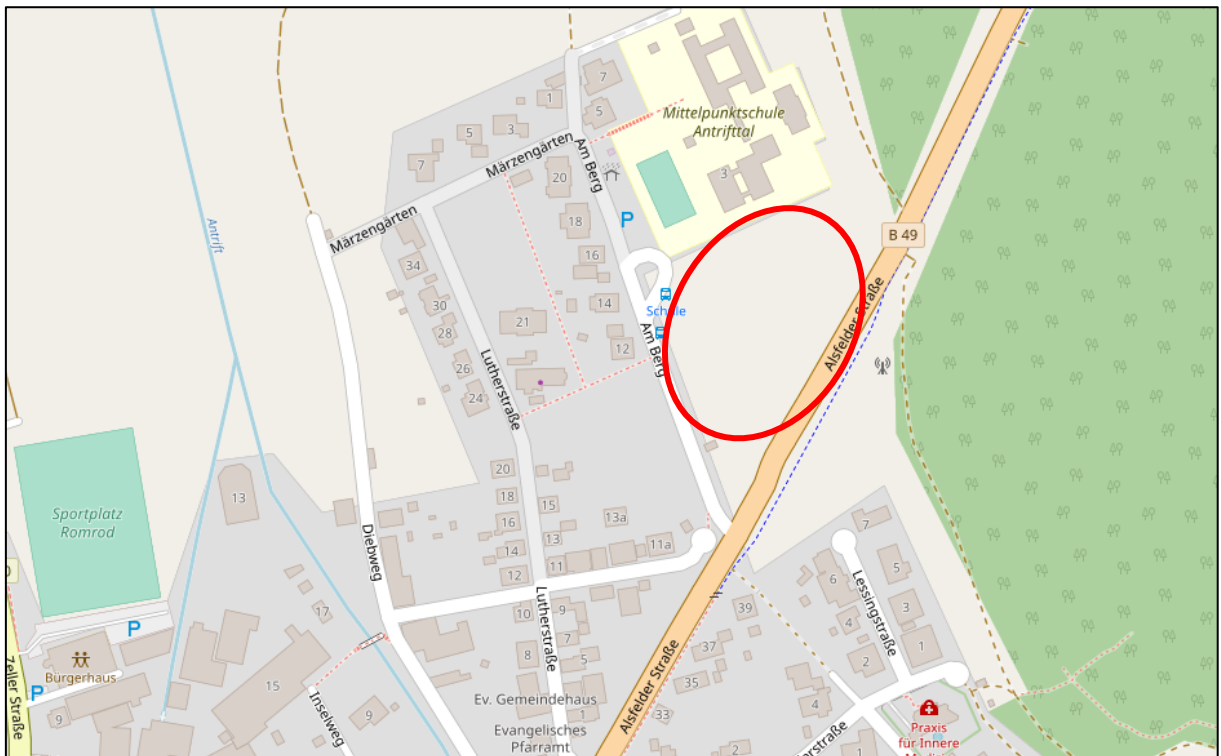 7
1
5
3
5
7
Märzengärten
Am Berg
Mittelpunktschule
Antrifttal
3
20
18
P
16
14
12
Schule
Am Berg
Märzengärten
34
30
28
26
24
21
Lutherstraße
Antrift
B 49
Alsfelder Straße
Sportplatz
Romrod
13
Diebweg
20
18
16
14
12
15
13
11
13a
11a
10
9
7
5
8
1
Lutherstraße
Ev. Gemeindehaus
Evangelisches
Pfarramt
Alsfelder Straße
39
37
35
33
7
5
3
1
6
4
2
Lessingstraße
4
2
1
Praxis
für Innere
17
P
Bürgerhaus
P
9
15
Inselweg
9
Zeller Straße